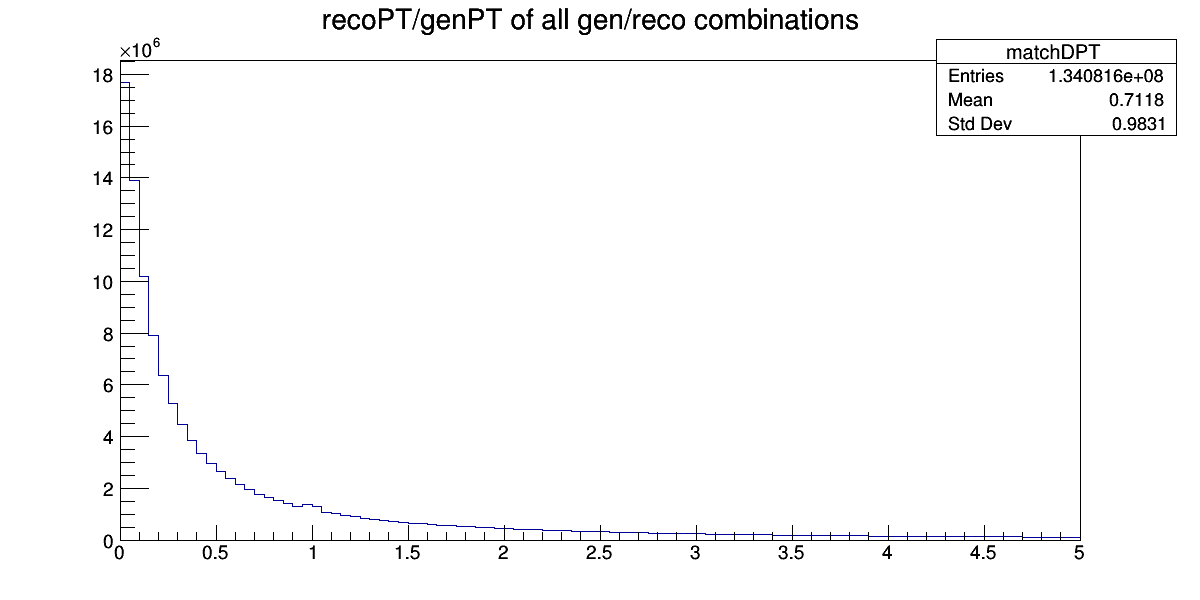 recoPT/genPT of all gen/reco combinations
×10⁶
matchDPT
Entries 1.340816e+08
Mean 0.7118
Std Dev 0.9831
18
16
14
12
10
8
6
4
2
0
0 0.5 1 1.5 2 2.5 3 3.5 4 4.5 5